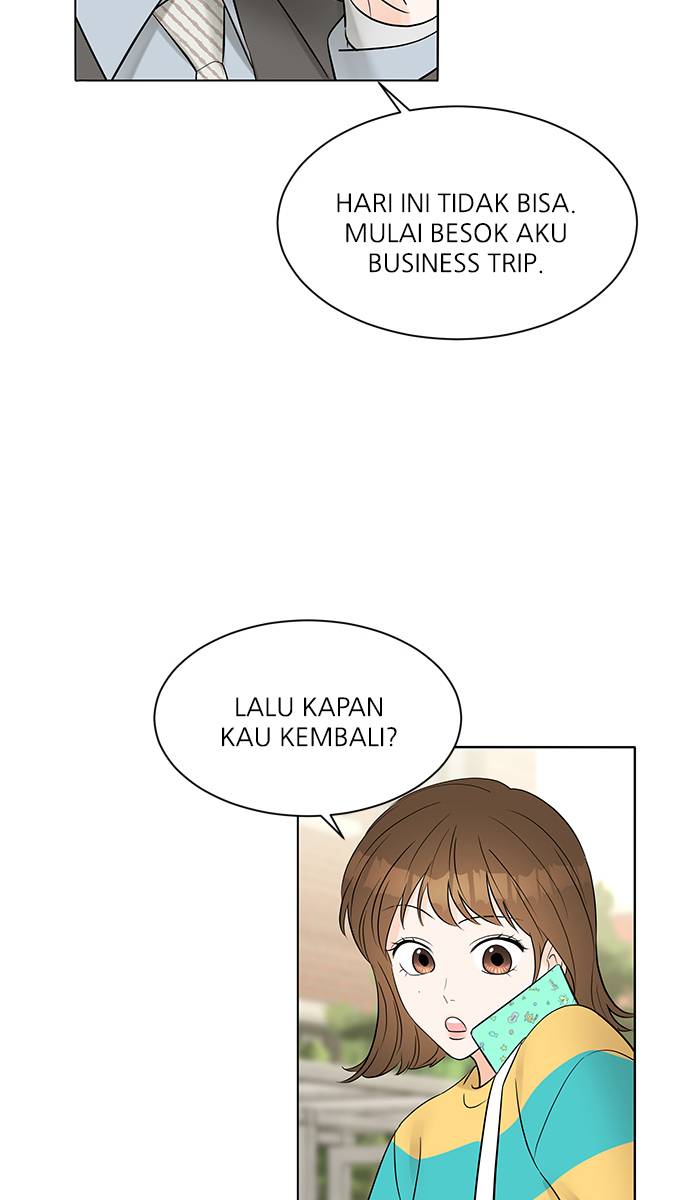 HARI INI TIDAK BISA.
MULAI BESOK AKU
BUSINESS TRIP.
LALU KAPAN
KAU KEMBALI?